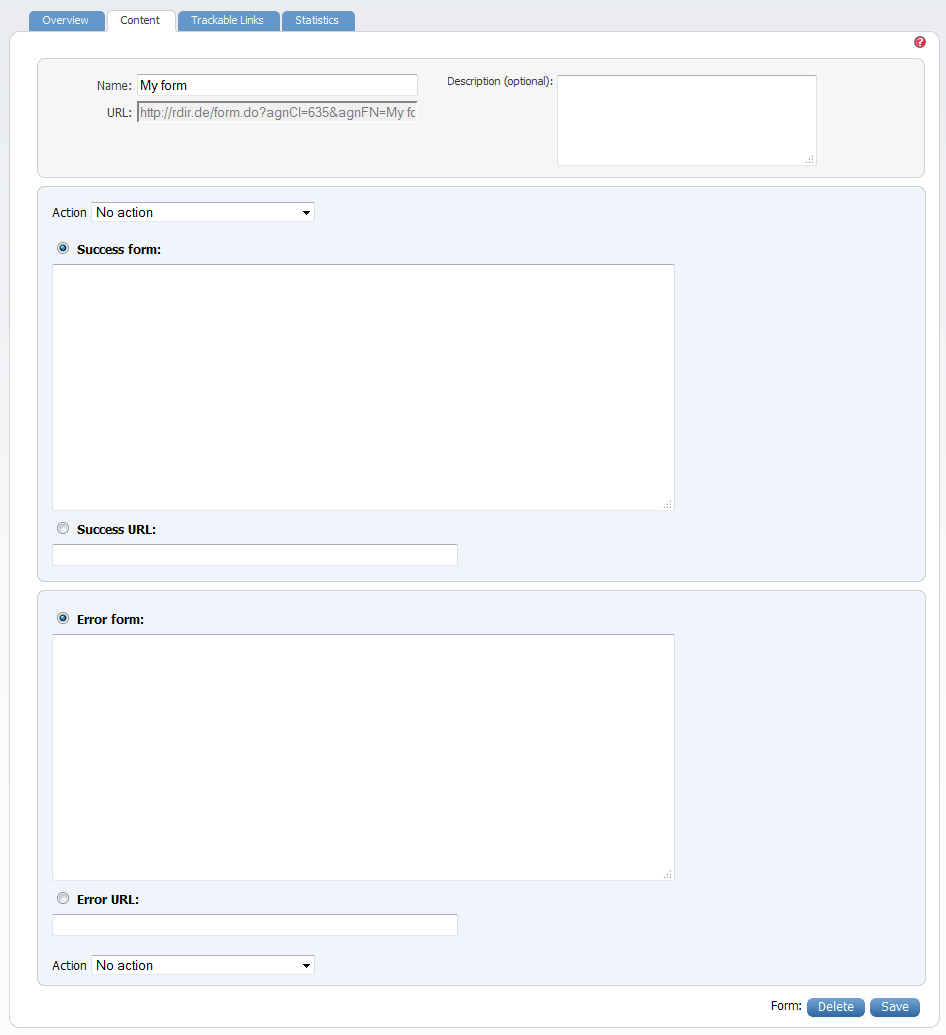 Overview Content Trackable Links Statistics
?
Name: My form
Description (optional):
URL: http://rdir.de/form.do?agnCI=635&agnFN=My fo
Action No action
Success form:
Success URL:
Error form:
Error URL:
Action No action
Form: Delete Save